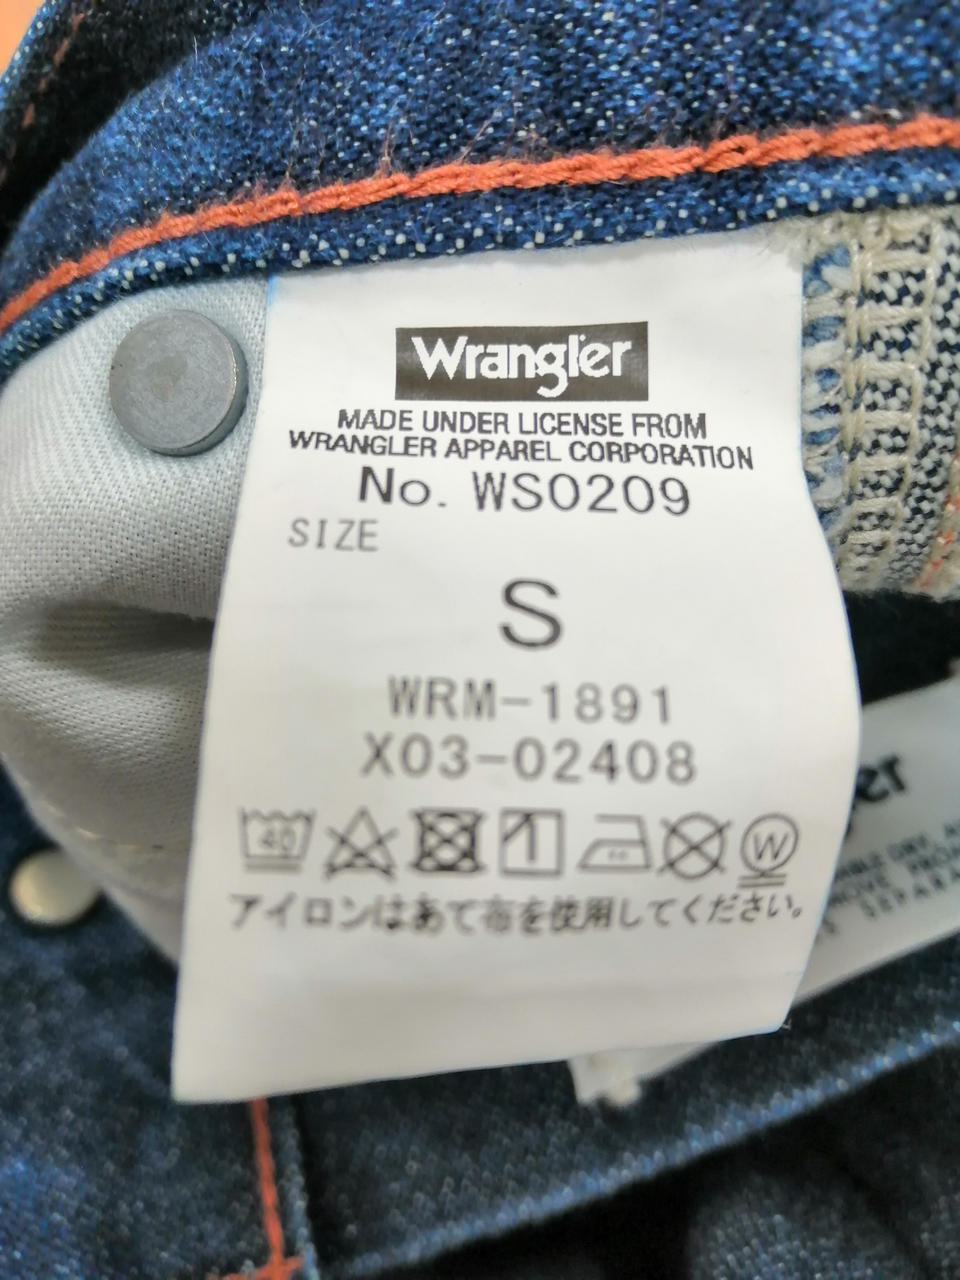 Wrangler
MADE UNDER LICENSE FROM
WRANGLER APPAREL CORPORATION
No. WS0209
SIZE
S
WRM-1891
X03-02408
40
W
アイロンはあて布を使用してください。